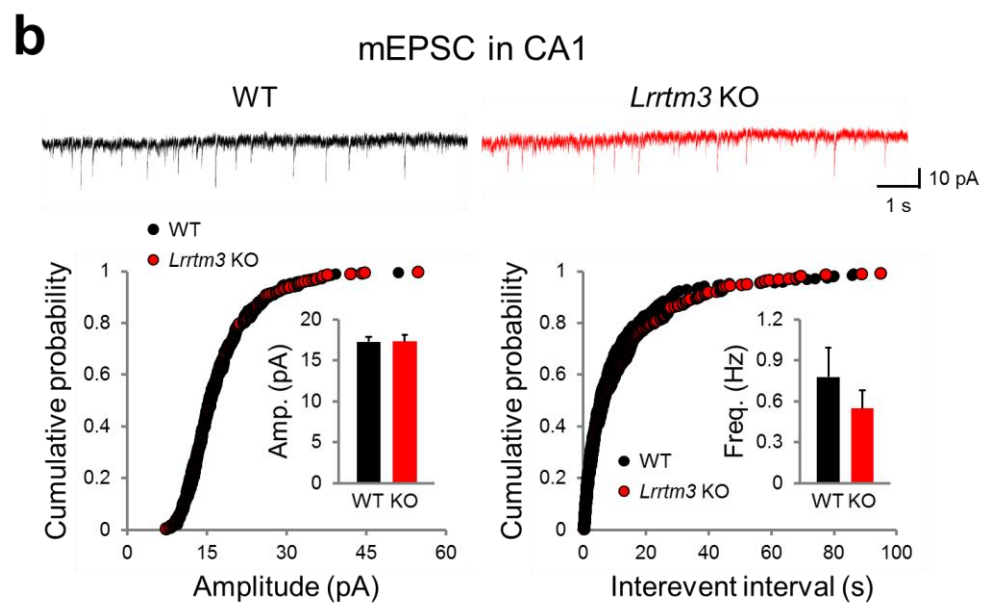 b
mEPSC in CA1
WT
Lrrtm3 KO
10 pA
1 s
WT
Lrrtm3 KO
Cumulative probability
1
0.8
0.6
0.4
0.2
0
0 15 30 45 60
Amplitude (pA)
Amp. (pA)
20
15
10
5
0
WT KO
Cumulative probability
1
0.8
0.6
0.4
0.2
0
0 20 40 60 80 100
Interevent interval (s)
WT
Lrrtm3 KO
Freq. (Hz)
1.2
0.9
0.6
0.3
0
WT KO